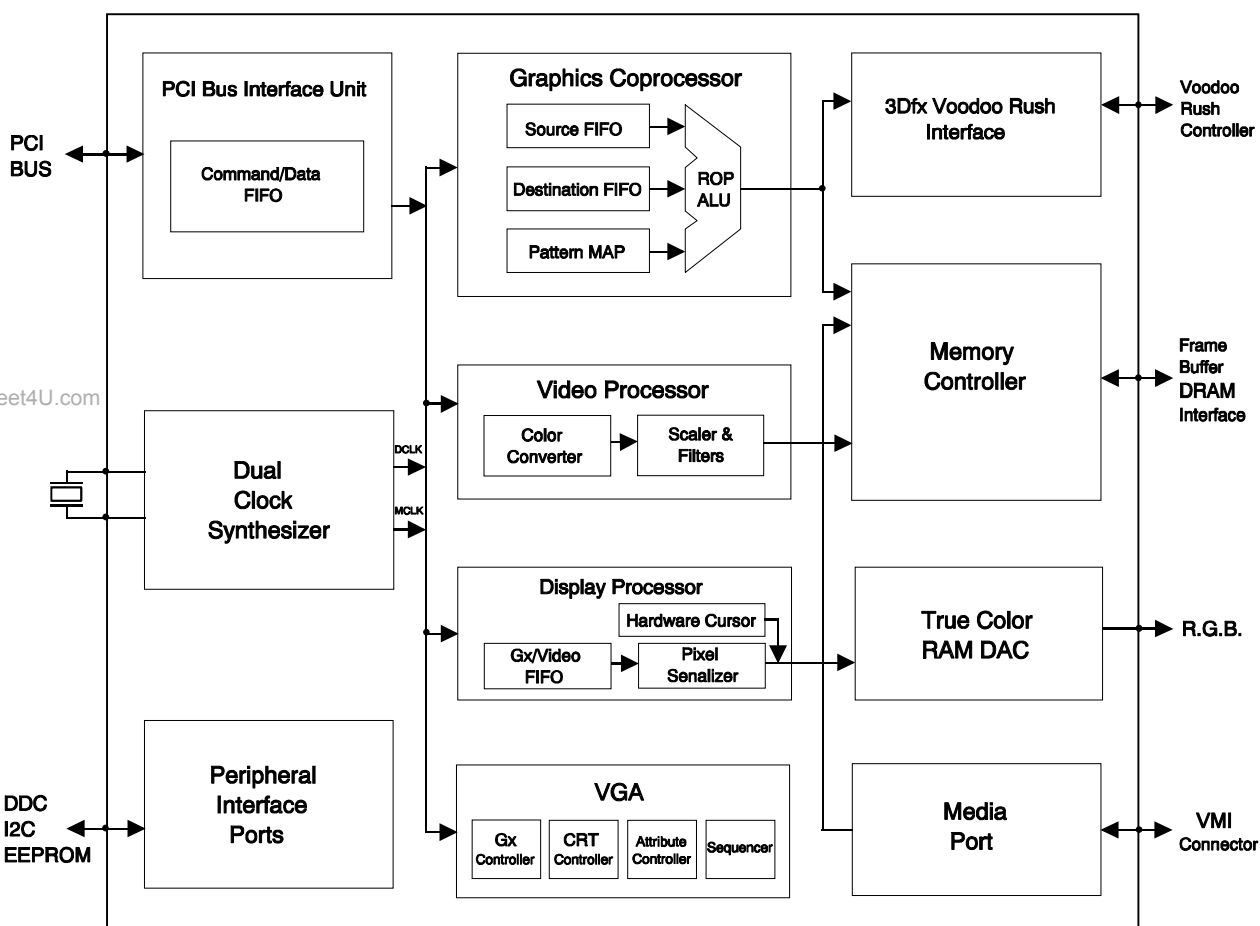 PCI Bus Interface Unit
Command/Data
FIFO
PCI
BUS
Graphics Coprocessor
Source FIFO
Destination FIFO
Pattern MAP
ROP
ALU
3Dfx Voodoo Rush
Interface
Voodoo
Rush
Controller
Memory
Controller
Frame
Buffer
DRAM
Interface
eet4U.com
Video Processor
Color
Converter
Scaler &
Filters
Dual
Clock
Synthesizer
DCLK
MCLK
Display Processor
Hardware Cursor
Gx/Video
FIFO
Pixel
Senalizer
True Color
RAM DAC
R.G.B.
Peripheral
Interface
Ports
DDC
I2C
EEPROM
VGA
Gx
Controller
CRT
Controller
Attribute
Controller
Sequencer
Media
Port
VMI
Connector